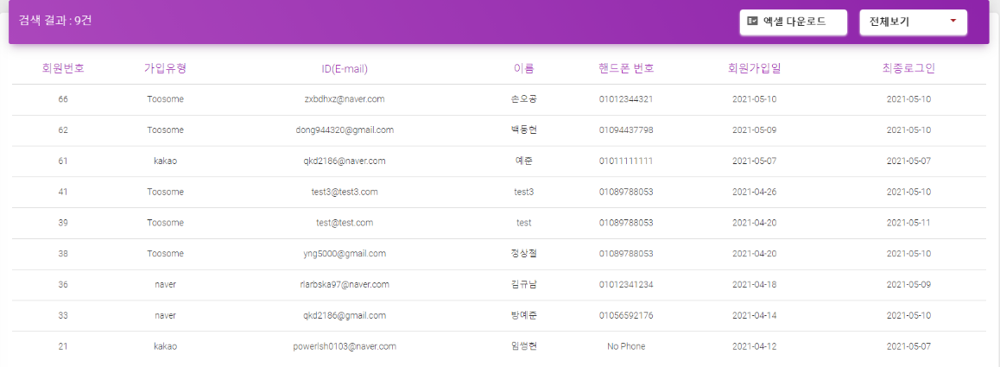 검색 결과 : 9건 엑셀 다운로드 전체보기
회원번호 가입유형 ID(E-mail) 이름 핸드폰 번호 회원가입일 최종로그인
66 Toosome zxbdhxz@naver.com 손오공 01012344321 2021-05-10 2021-05-10
62 Toosome dong944320@gmail.com 백동현 01094437798 2021-05-09 2021-05-10
61 kakao qkd2186@naver.com 예준 01011111111 2021-05-07 2021-05-07
41 Toosome test3@test3.com test3 01089788053 2021-04-26 2021-05-10
39 Toosome test@test.com test 01089788053 2021-04-20 2021-05-11
38 Toosome yng5000@gmail.com 정상철 01089788053 2021-04-20 2021-05-10
36 naver rlarbska97@naver.com 김규남 01012341234 2021-04-18 2021-05-09
33 naver qkd2186@gmail.com 방예준 01056592176 2021-04-14 2021-05-10
21 kakao powerlsh0103@naver.com 임썽현 No Phone 2021-04-12 2021-05-07